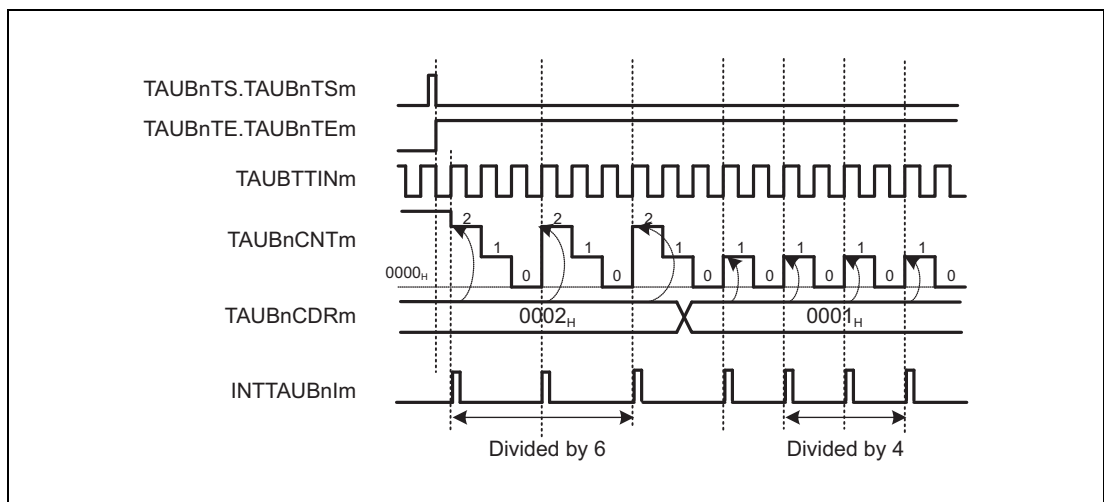 TAUBnTS.TAUBnTSm
TAUBnTE.TAUBnTEm
TAUBTTINm
TAUBnCNTm
2 1 0 2 1 0 2 1 0 1 0 1 0 1 0 1 0
0000H
TAUBnCDRm
0002H 0001H
INTTAUBnIm
Divided by 6 Divided by 4